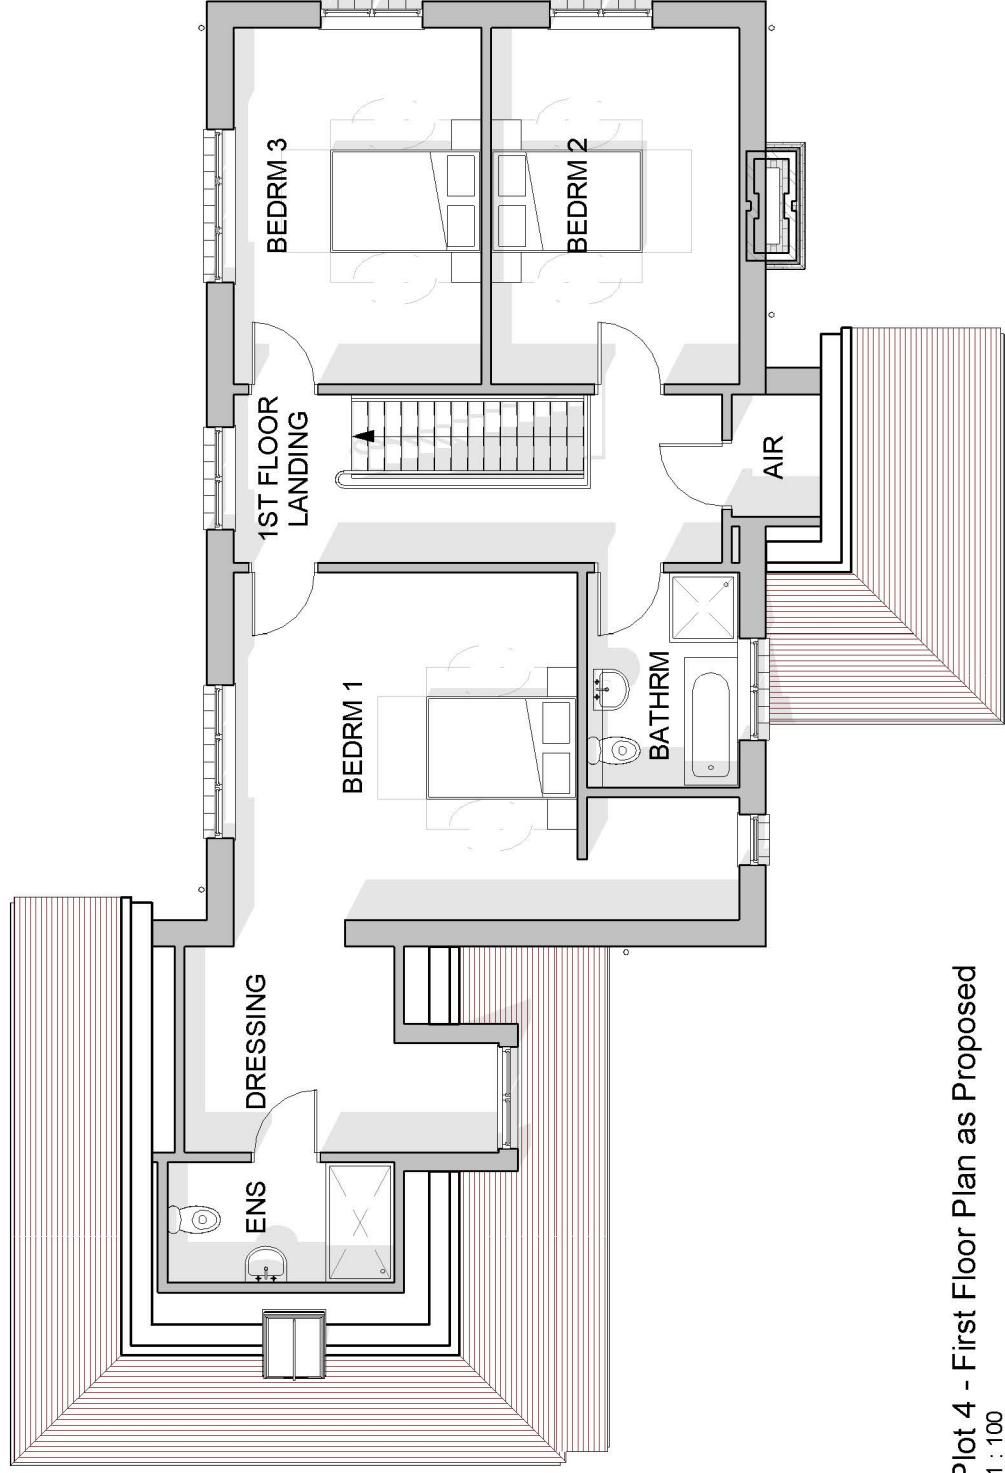 BEDRM 3
BEDRM 2
1ST FLOOR
LANDING
AIR
BEDRM 1
BATHRM
DRESSING
ENS
Plot 4 - First Floor Plan as Proposed
1 : 100